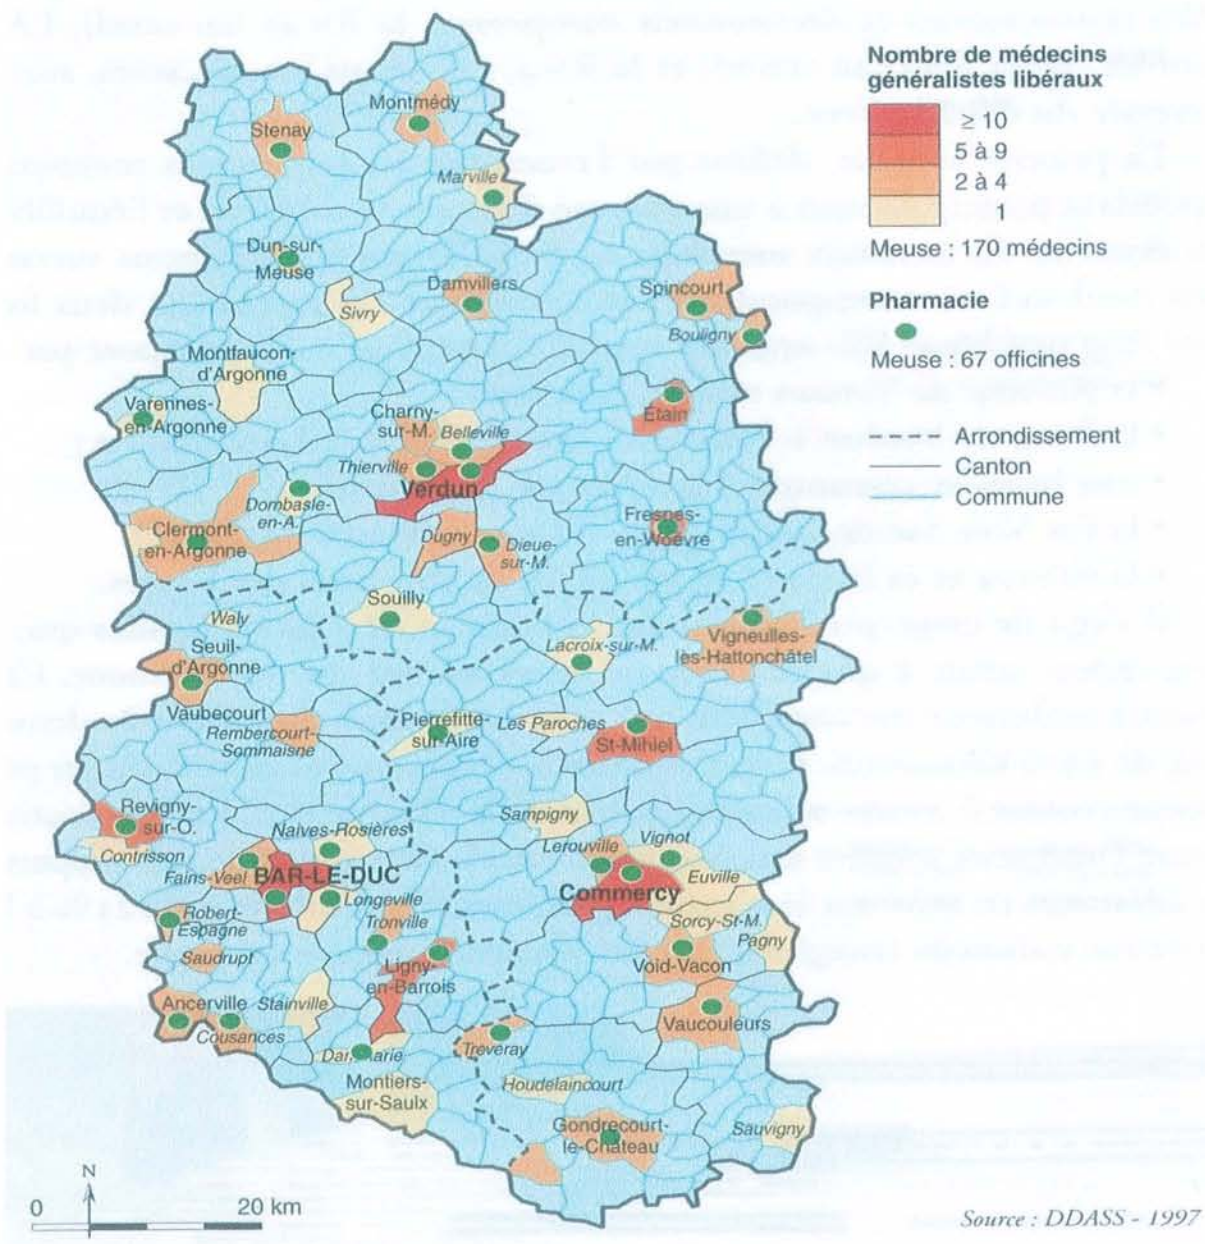 Nombre de médecins
généralistes libéraux
≥ 10
5 à 9
2 à 4
1
Meuse : 170 médecins
Pharmacie
Meuse : 67 officines
Arrondissement
Canton
Commune
Montmédy
Stenay
Marville
Dun-sur-
Meuse
Damvillers
Spincourt
Sivry
Bouligny
Montfaucon-
d'Argonne
Varennes-
en-Argonne
Charny-
sur-M.
Belleville
Étain
Thierville
Verdun
Dombasle-
en-A.
Clermont-
en-Argonne
Dugny
Dieue-
sur-M.
Fresnes-
en-Woëvre
Souilly
Waly
Lacroix-sur-M.
Vigneulles-
lès-Hattonchâtel
Seuil-
d'Argonne
Vaubecourt
Rembercourt-
Sommaisne
Pierrefitte-
sur-Aire
Les Paroches
St-Mihiel
Revigny-
sur-O.
Contrisson
Naives-Rosières
Sampigny
Lerouville
Vignot
Fains-Veel
BAR-LE-DUC
Commercy
Euville
Longeville
Robert-
Espagne
Tronville
Sorcy-St-M.
Pagny
Saudrupt
Ligny-
en-Barrois
Void-Vacon
Ancerville
Stainville
Cousances
Vaucouleurs
Treveray
Montiers-
sur-Saulx
Houdelaincourt
Gondrecourt-
le-Château
Sauvigny
N
0 20 km
Source : DDASS - 1997